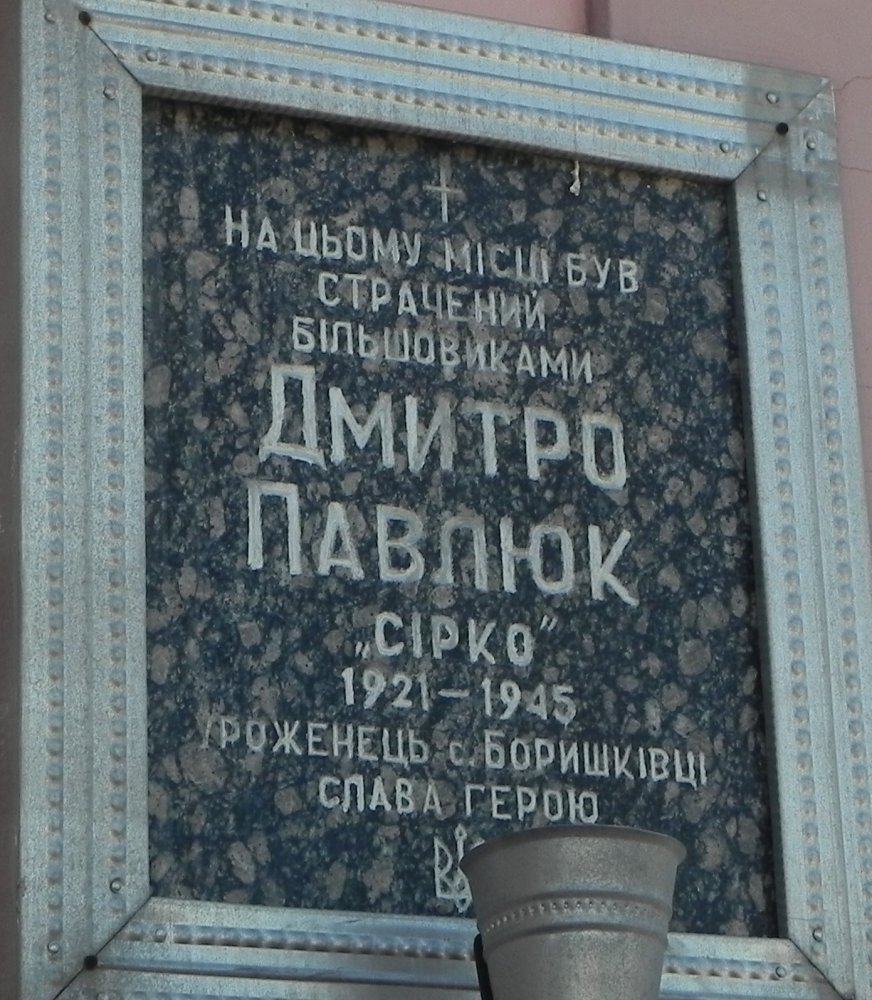 НА ЦЬОМУ МІСЦІ БУВ
СТРАЧЕНИЙ
БІЛЬШОВИКАМИ
ДМИТРО
ПАВЛЮК
„СІРКО”
1921 – 1945
УРОЖЕНЕЦЬ с. БОРИШКІВЦІ
СЛАВА ГЕРОЮ